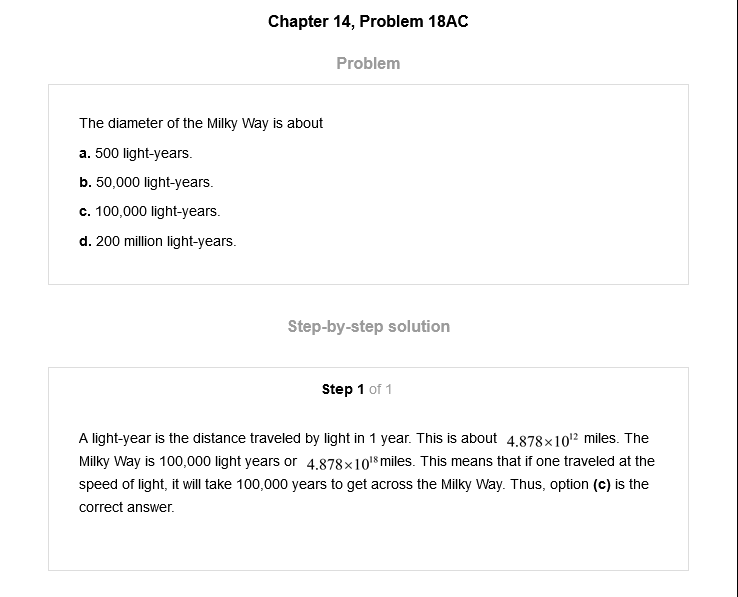 Chapter 14, Problem 18AC
Problem
The diameter of the Milky Way is about
a. 500 light-years.
b. 50,000 light-years.
c. 100,000 light-years.
d. 200 million light-years.
Step-by-step solution
Step 1 of 1
A light-year is the distance traveled by light in 1 year. This is about 4.878×10¹² miles. The
Milky Way is 100,000 light years or 4.878×10¹⁸ miles. This means that if one traveled at the
speed of light, it will take 100,000 years to get across the Milky Way. Thus, option (c) is the
correct answer.